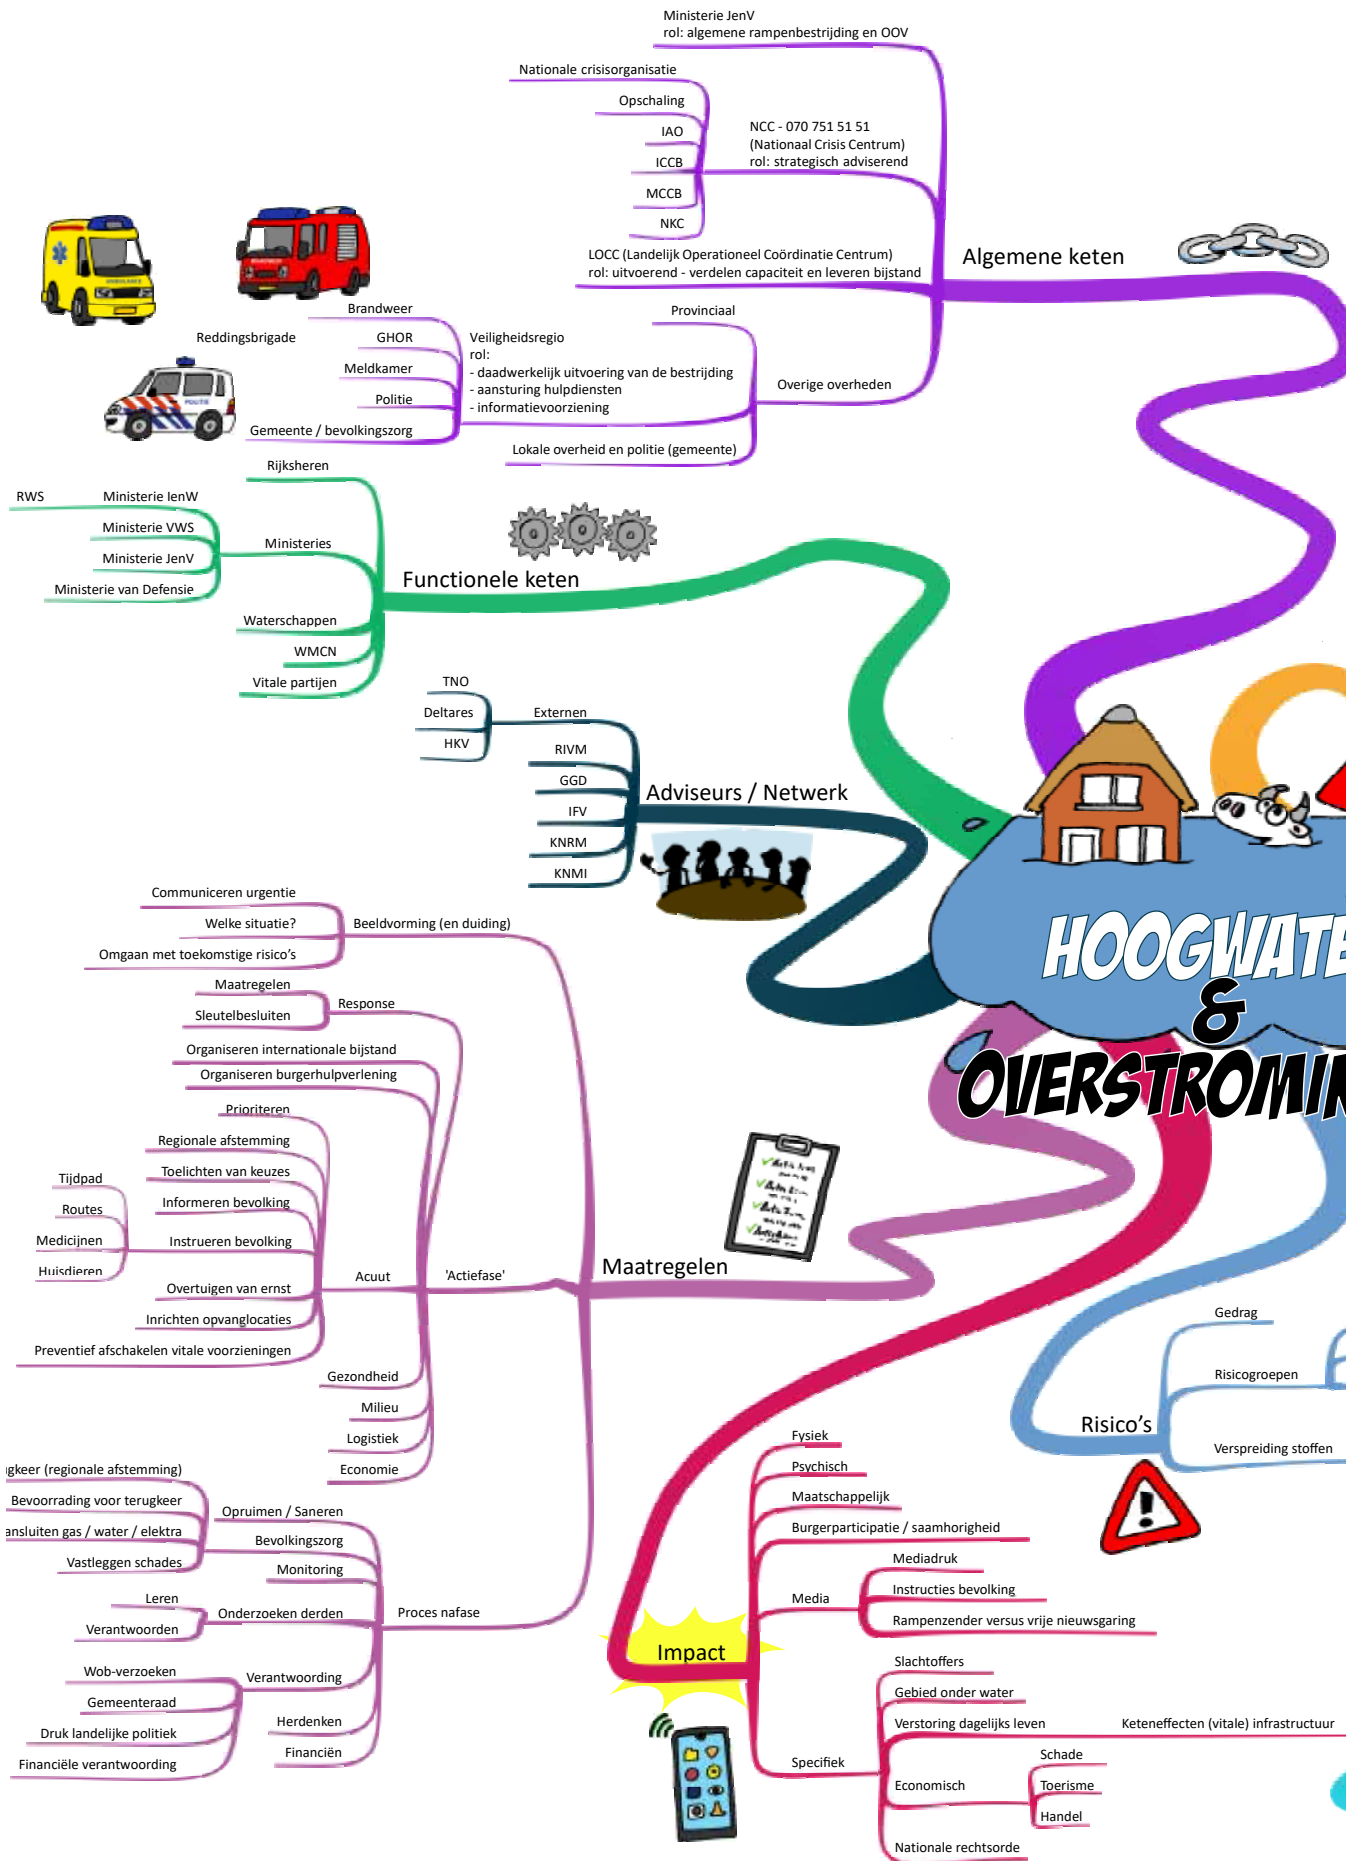 Ministerie JenV
rol: algemene rampenbestrijding en OOV
Nationale crisisorganisatie
Opschaling
IAO
ICCB
MCCB
NKC
NCC - 070 751 51 51
(Nationaal Crisis Centrum)
rol: strategisch adviserend
LOCC (Landelijk Operationeel Coördinatie Centrum)
rol: uitvoerend - verdelen capaciteit en leveren bijstand
Algemene keten
Provinciaal
Overige overheden
Veiligheidsregio
rol:
- daadwerkelijk uitvoering van de bestrijding
- aansturing hulpdiensten
- informatievoorziening
Lokale overheid en politie (gemeente)
Brandweer
Reddingsbrigade
GHOR
Meldkamer
Politie
Gemeente / bevolkingszorg
AMBULANCE
POLITIE
Rijksheren
RWS
Ministerie IenW
Ministerie VWS
Ministerie JenV
Ministerie van Defensie
Ministeries
Waterschappen
WMCN
Vitale partijen
Functionele keten
TNO
Deltares
HKV
Externen
RIVM
GGD
IFV
KNRM
KNMI
Adviseurs / Netwerk
HOOGWATE
&
OVERSTROMIN
Communiceren urgentie
Welke situatie?
Omgaan met toekomstige risico's
Beeldvorming (en duiding)
Maatregelen
Sleutelbesluiten
Response
Organiseren internationale bijstand
Organiseren burgerhulpverlening
Prioriteren
Regionale afstemming
Toelichten van keuzes
Informeren bevolking
Tijdpad
Routes
Medicijnen
Huisdieren
Instrueren bevolking
Overtuigen van ernst
Inrichten opvanglocaties
Preventief afschakelen vitale voorzieningen
Acuut
'Actiefase'
Gezondheid
Milieu
Logistiek
Economie
Maatregelen
gkeer (regionale afstemming)
Bevoorrading voor terugkeer
ansluiten gas / water / elektra
Vastleggen schades
Opruimen / Saneren
Bevolkingszorg
Monitoring
Leren
Verantwoorden
Onderzoeken derden
Proces nafase
Wob-verzoeken
Gemeenteraad
Druk landelijke politiek
Financiële verantwoording
Verantwoording
Herdenken
Financiën
Gedrag
Risicogroepen
Verspreiding stoffen
Risico's
!
Impact
Fysiek
Psychisch
Maatschappelijk
Burgerparticipatie / saamhorigheid
Media
Mediadruk
Instructies bevolking
Rampenzender versus vrije nieuwsgaring
Specifiek
Slachtoffers
Gebied onder water
Verstoring dagelijks leven
Keteneffecten (vitale) infrastructuur
Economisch
Schade
Toerisme
Handel
Nationale rechtsorde